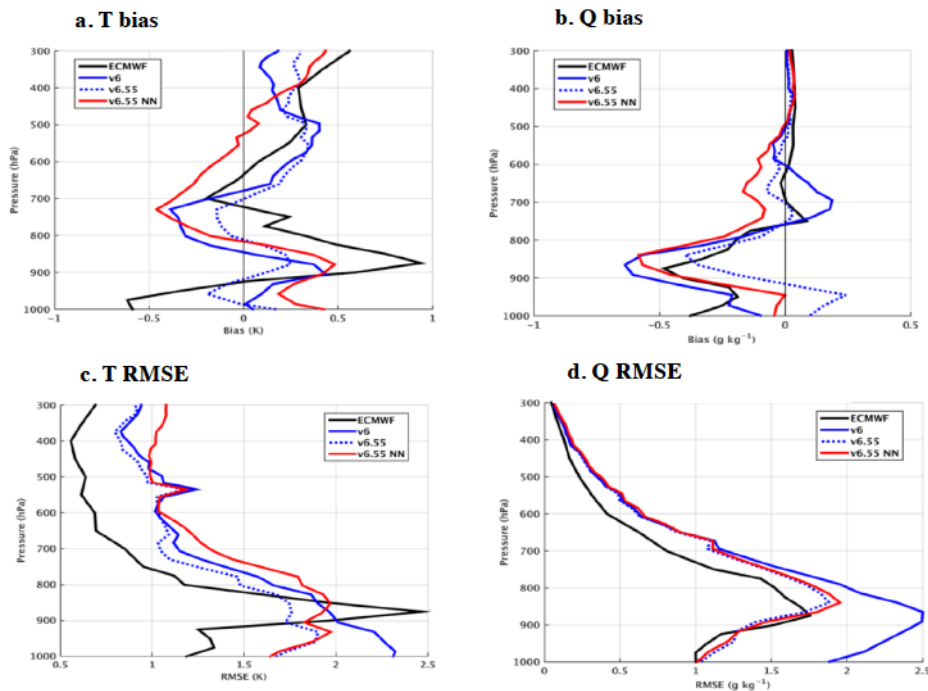 a. T bias
b. Q bias
300
400
500
600
700
800
900
1000
Pressure (hPa)
ECMWF
v6
v6.55
v6.55 NN
−1
−0.5
0
0.5
1
Bias (K)
300
400
500
600
700
800
900
1000
Pressure (hPa)
ECMWF
v6
v6.55
v6.55 NN
−1
−0.5
0
0.5
Bias (g kg⁻¹)
c. T RMSE
d. Q RMSE
300
400
500
600
700
800
900
1000
Pressure (hPa)
ECMWF
v6
v6.55
v6.55 NN
0.5
1
1.5
2
2.5
RMSE (K)
300
400
500
600
700
800
900
1000
Pressure (hPa)
ECMWF
v6
v6.55
v6.55 NN
0
0.5
1
1.5
2
2.5
RMSE (g kg⁻¹)